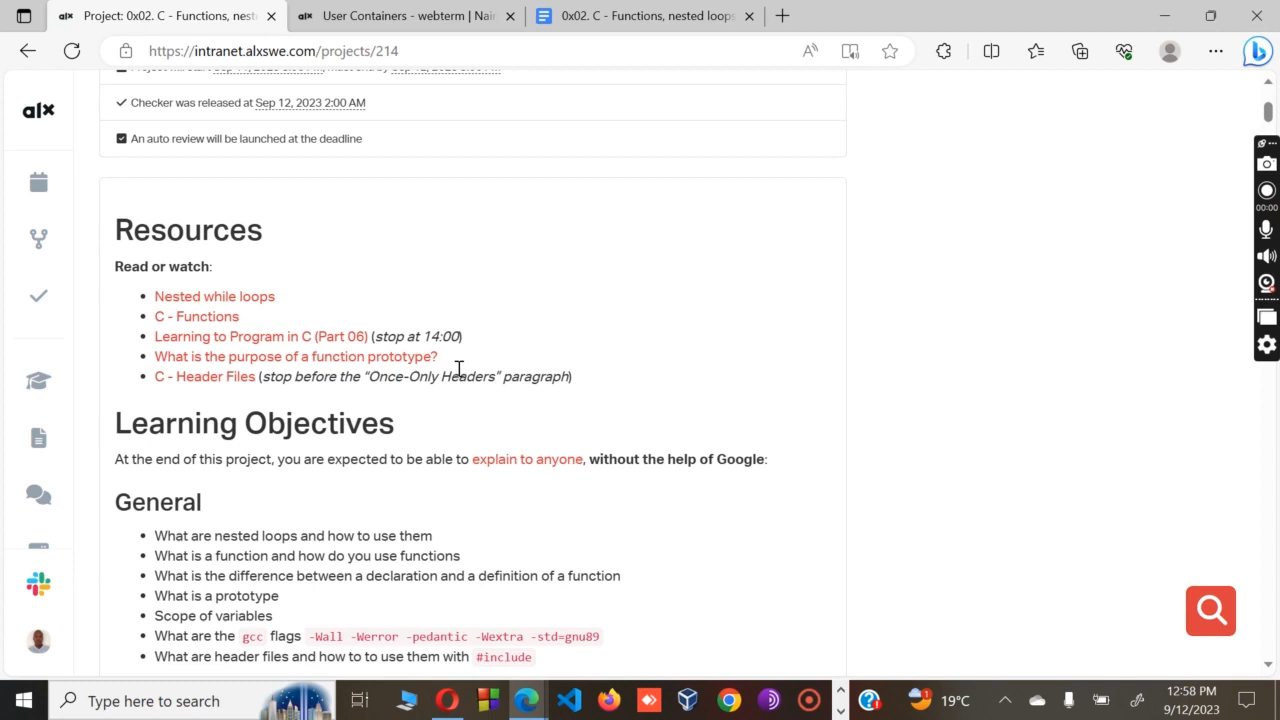 Project: 0x02. C - Functions, nest
User Containers - webterm | Nair
0x02. C - Functions, nested loops
https://intranet.alxswe.com/projects/214
alx
Checker was released at Sep 12, 2023 2:00 AM
An auto review will be launched at the deadline
Resources
Read or watch:
Nested while loops
C - Functions
Learning to Program in C (Part 06) (stop at 14:00)
What is the purpose of a function prototype?
C - Header Files (stop before the “Once-Only Headers” paragraph)
Learning Objectives
At the end of this project, you are expected to be able to explain to anyone, without the help of Google:
General
What are nested loops and how to use them
What is a function and how do you use functions
What is the difference between a declaration and a definition of a function
What is a prototype
Scope of variables
What are the gcc flags -Wall -Werror -pedantic -Wextra -std=gnu89
What are header files and how to to use them with #include
00:00
Type here to search
1
19°C
12:58 PM
9/12/2023